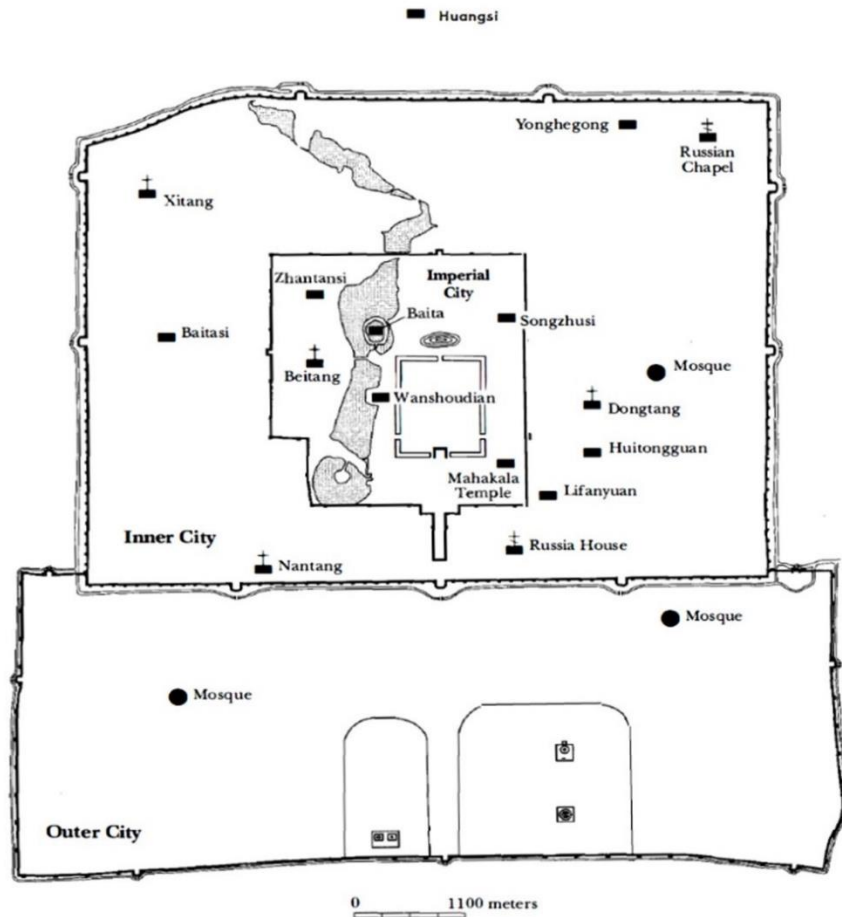 Huangsi
Yonghegong
Russian
Chapel
Xitang
Zhantansi
Imperial
City
Baita
Songzhusi
Baitasi
Beitang
Mosque
Wanshoudian
Dongtang
Huitongguan
Mahakala
Temple
Lifanyuan
Inner City
Russia House
Nantang
Mosque
Mosque
Outer City
0 1100 meters